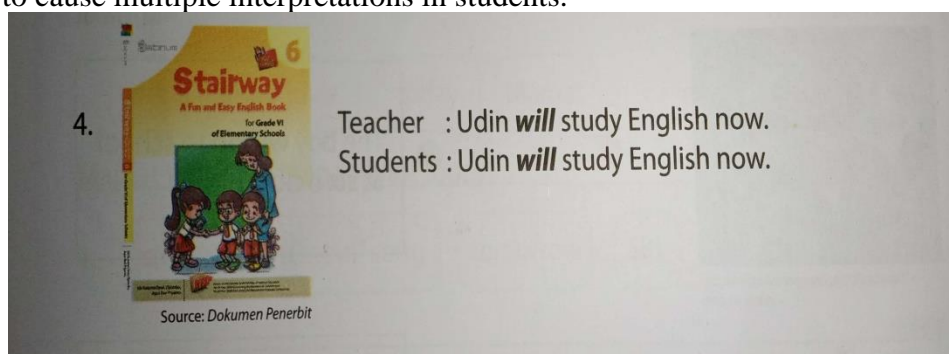 to cause multiple interpretations in students.
4.
6
Stairway
A Fun and Easy English Book
for Grade VI
of Elementary Schools
Teacher : Udin will study English now.
Students : Udin will study English now.
Source: Dokumen Penerbit